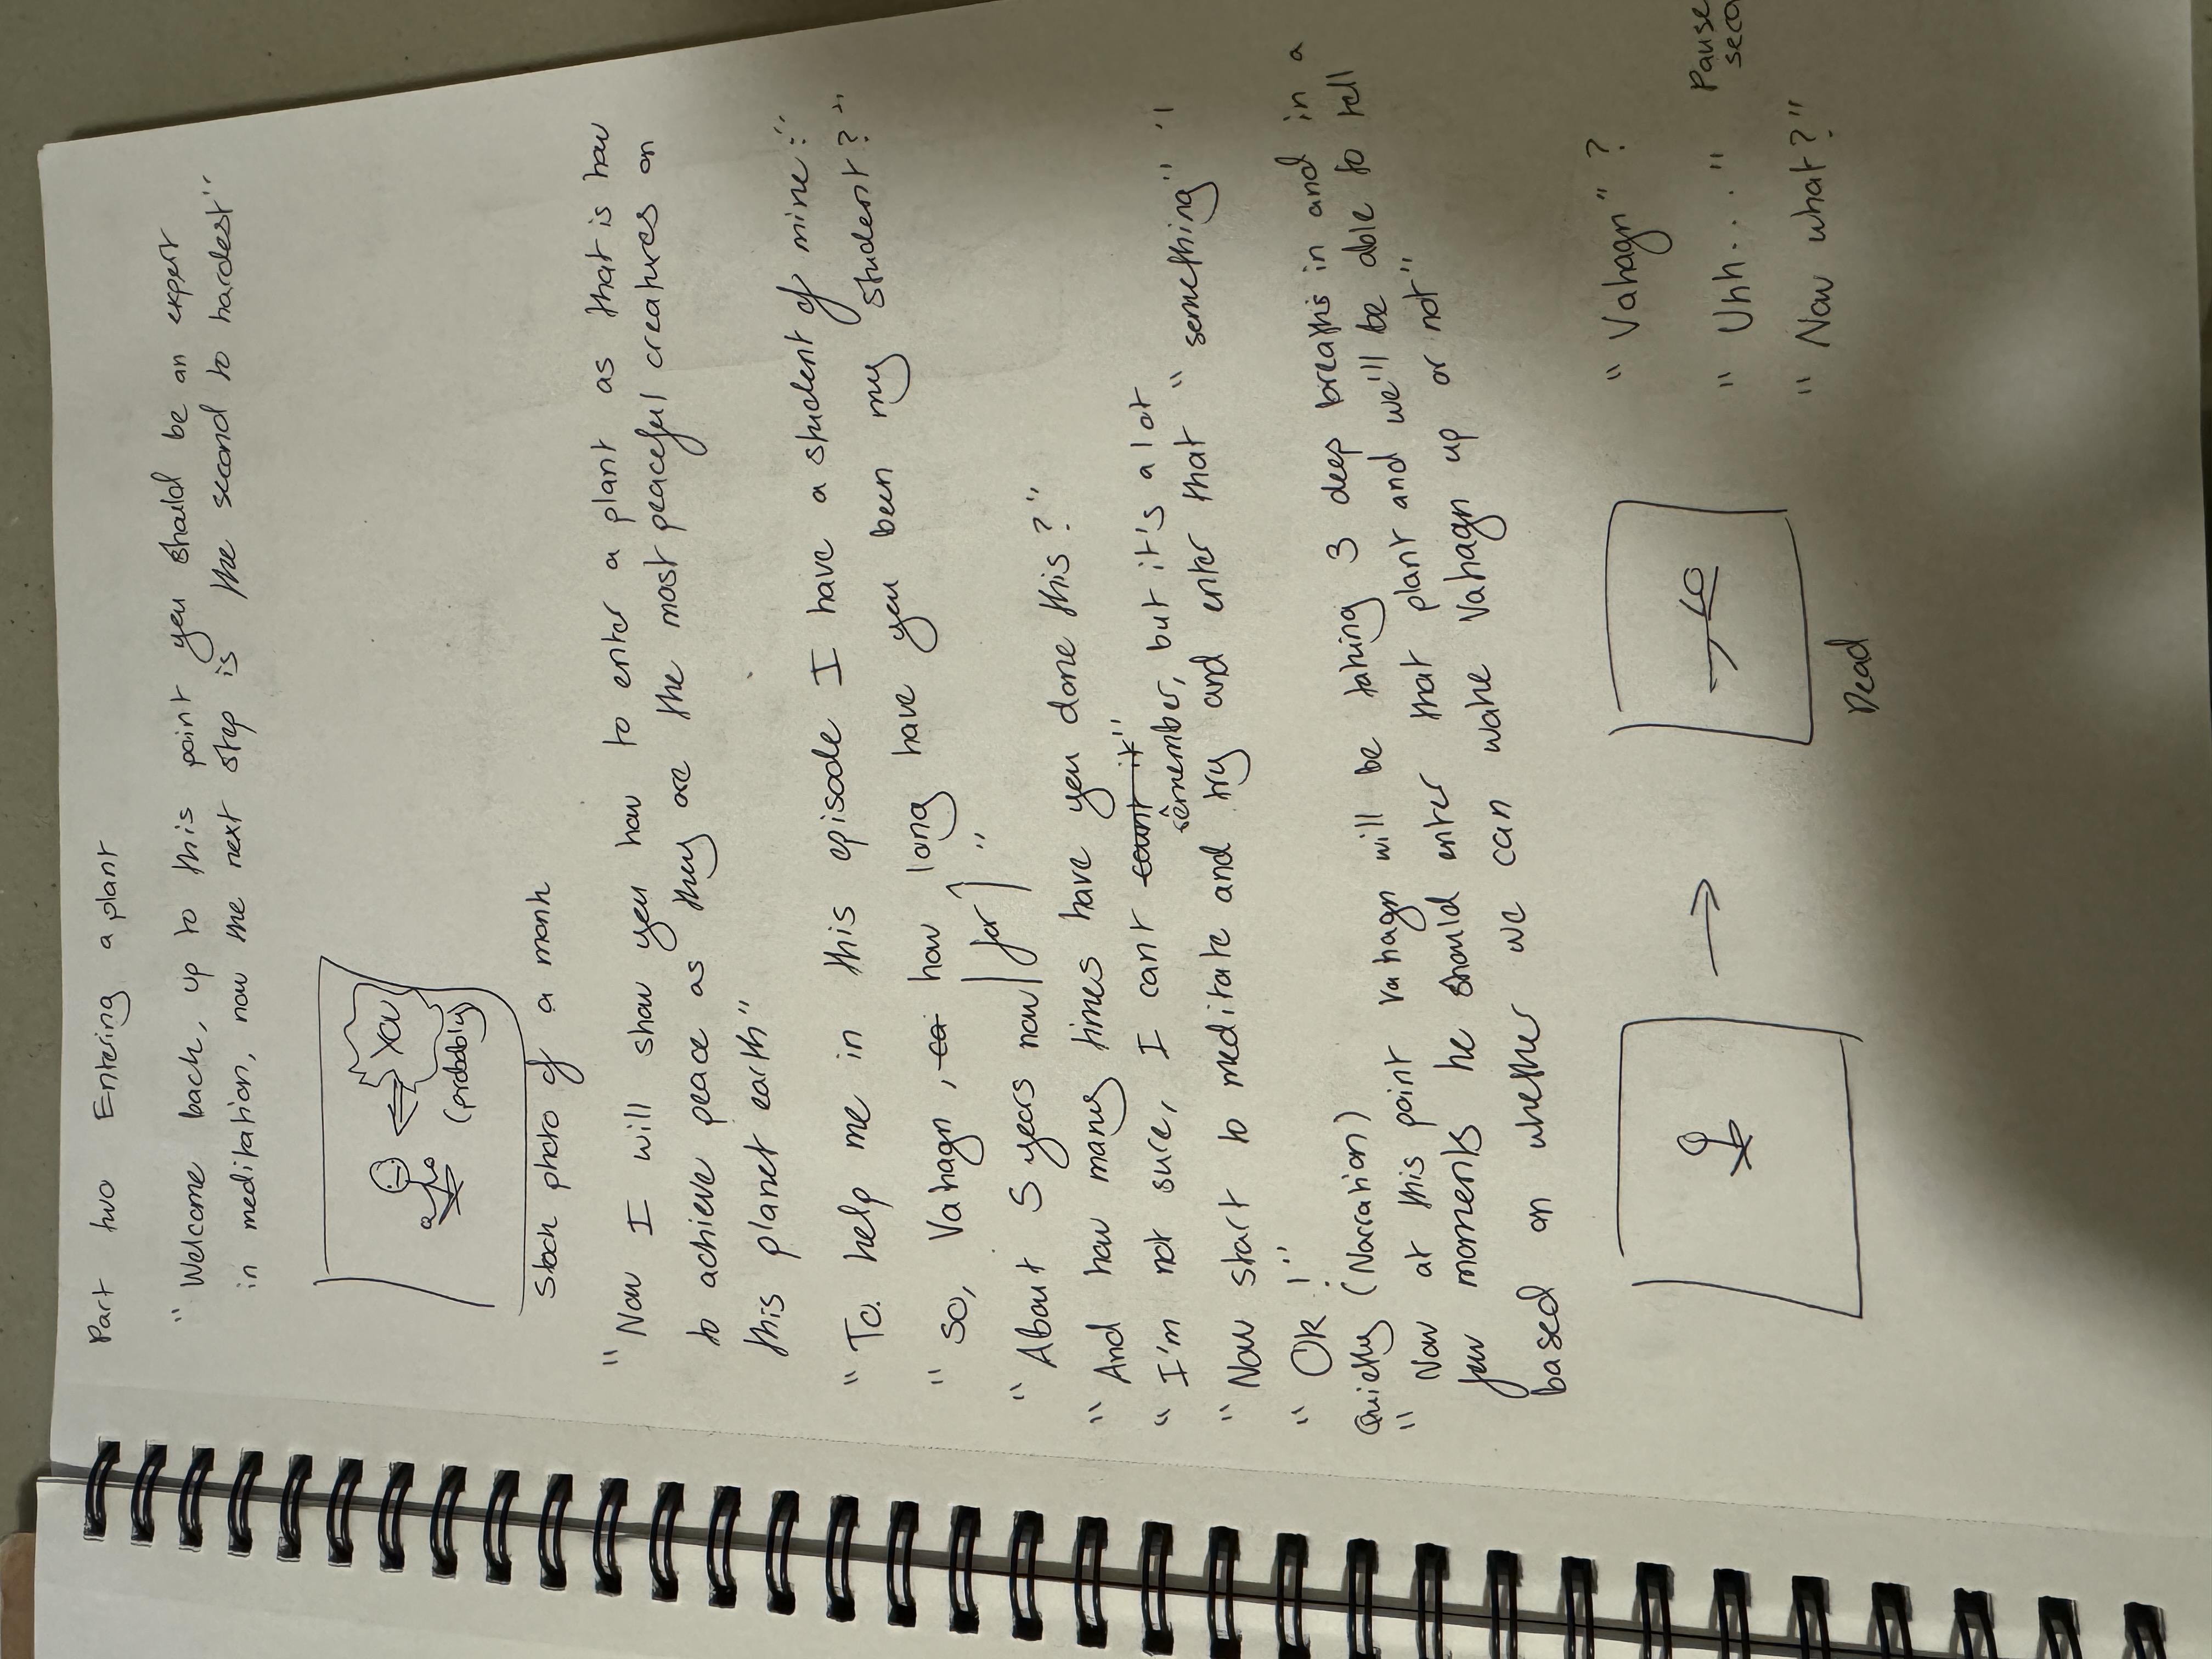 Part two Entering a plant
"Welcome back, up to this point you should be an expert
in meditation, now the next step is the second to hardest"
You
(probably)
Stock photo of a monk
"Now I will show you how to enter a plant as that is how
to achieve peace as they are the most peaceful creatures on
this planet earth"
"To. help me in this episode I have a student of mine:"
"so, Vahagn, ca how long have you been my student?"
"About 5 years now for"
"And how many times have you done this?"
"I'm not sure, I cant count it"
remember, but it's a lot
"Now start to meditate and try and enter that "something" "
"Ok!"
Quietly (Narration)
"Now at this point Vahagn will be taking 3 deep breaths in and in a
few moments he should enter that plant and we'll be able to tell
based on whether we can wake Vahagn up or not"
"Vahagn"?
"Uhh..."
Pause
"Now what?"
Dead